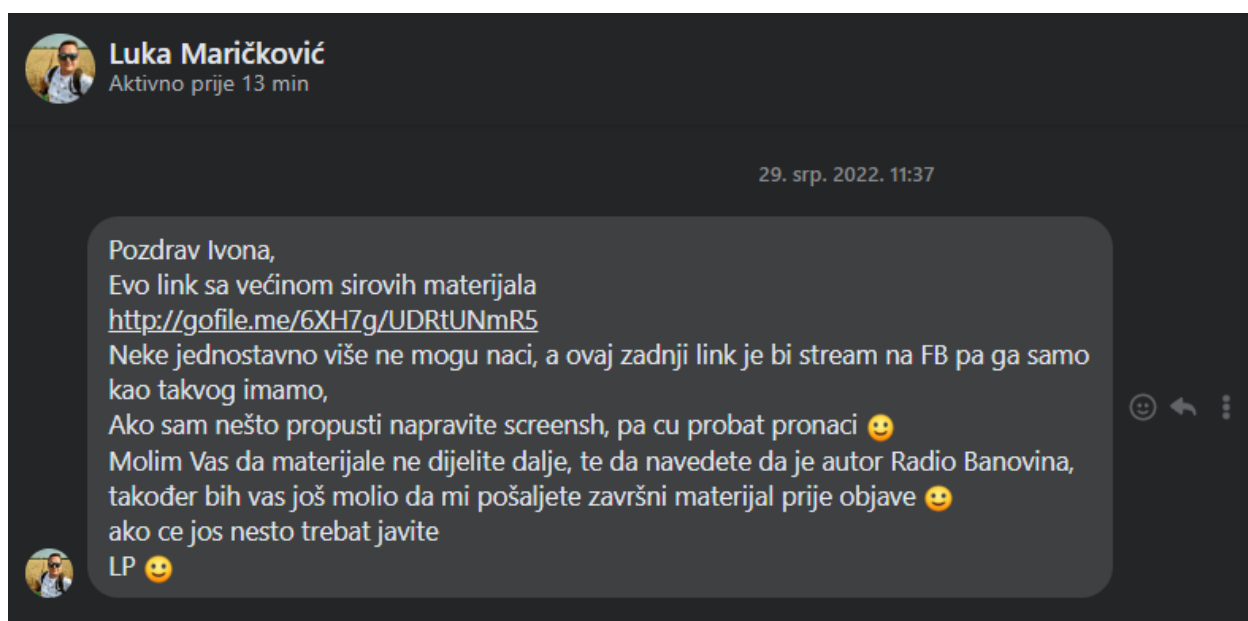 Luka Maričković
Aktivno prije 13 min
29. srp. 2022. 11:37
Pozdrav Ivona,
Evo link sa većinom sirovih materijala
http://gofile.me/6XH7g/UDRtUNmR5
Neke jednostavno više ne mogu naci, a ovaj zadnji link je bi stream na FB pa ga samo
kao takvog imamo,
Ako sam nešto propusti napravite screensh, pa cu probat pronaci 😉
Molim Vas da materijale ne dijelite dalje, te da navedete da je autor Radio Banovina,
također bih vas još molio da mi pošaljete završni materijal prije objave 😉
ako ce jos nesto trebat javite
LP 🙂